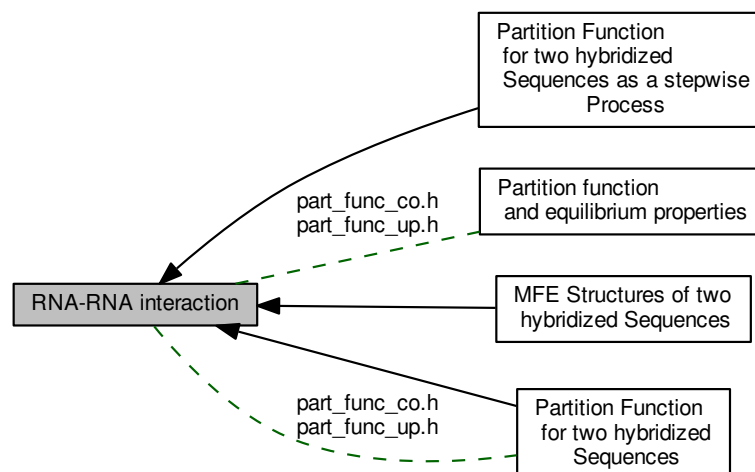 Partition Function
for two hybridized
Sequences as a stepwise
Process
part_func_co.h
part_func_up.h
Partition function
and equilibrium properties
RNA-RNA interaction
MFE Structures of two
hybridized Sequences
part_func_co.h
part_func_up.h
Partition Function
for two hybridized
Sequences